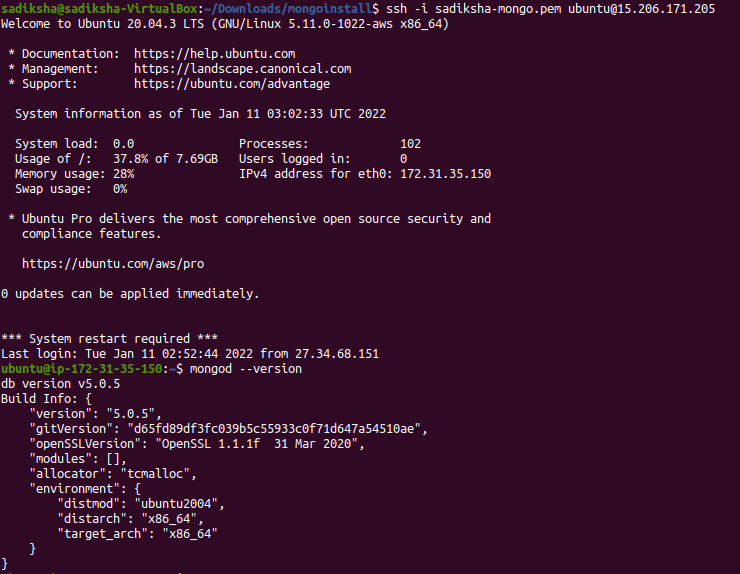 sadiksha@sadiksha-VirtualBox:~/Downloads/mongoinstall$ ssh -i sadiksha-mongo.pem ubuntu@15.206.171.205
Welcome to Ubuntu 20.04.3 LTS (GNU/Linux 5.11.0-1022-aws x86_64)

 * Documentation:  https://help.ubuntu.com
 * Management:     https://landscape.canonical.com
 * Support:        https://ubuntu.com/advantage

  System information as of Tue Jan 11 03:02:33 UTC 2022

  System load:  0.0               Processes:             102
  Usage of /:   37.8% of 7.69GB   Users logged in:       0
  Memory usage: 28%               IPv4 address for eth0: 172.31.35.150
  Swap usage:   0%

 * Ubuntu Pro delivers the most comprehensive open source security and
   compliance features.

   https://ubuntu.com/aws/pro

0 updates can be applied immediately.


*** System restart required ***
Last login: Tue Jan 11 02:52:44 2022 from 27.34.68.151
ubuntu@ip-172-31-35-150:~$ mongod --version
db version v5.0.5
Build Info: {
    "version": "5.0.5",
    "gitVersion": "d65fd89df3fc039b5c55933c0f71d647a54510ae",
    "openSSLVersion": "OpenSSL 1.1.1f  31 Mar 2020",
    "modules": [],
    "allocator": "tcmalloc",
    "environment": {
        "distmod": "ubuntu2004",
        "distarch": "x86_64",
        "target_arch": "x86_64"
    }
}